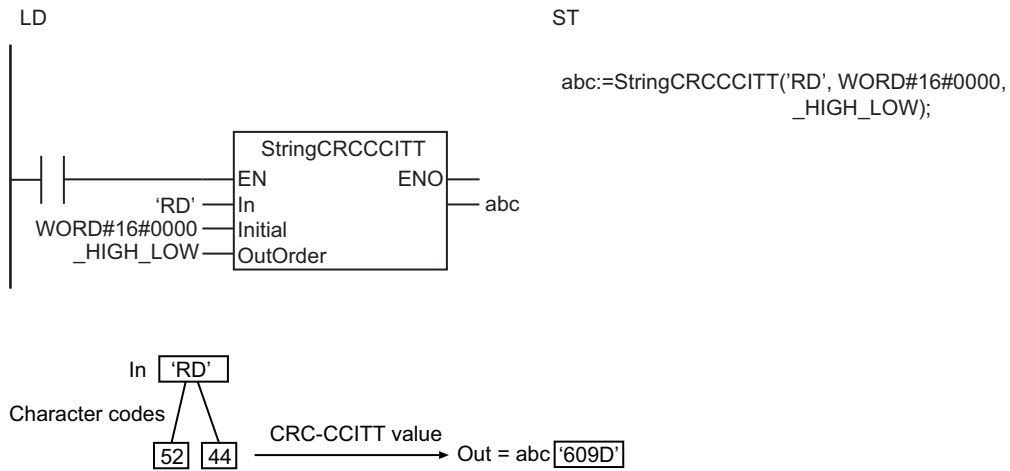 LD
ST
abc:=StringCRCCCITT('RD', WORD#16#0000,
_HIGH_LOW);
StringCRCCCITT
EN ENO
‘RD’ In abc
WORD#16#0000 Initial
_HIGH_LOW OutOrder
In ‘RD’
Character codes
CRC-CCITT value
52 44 Out = abc ‘609D’